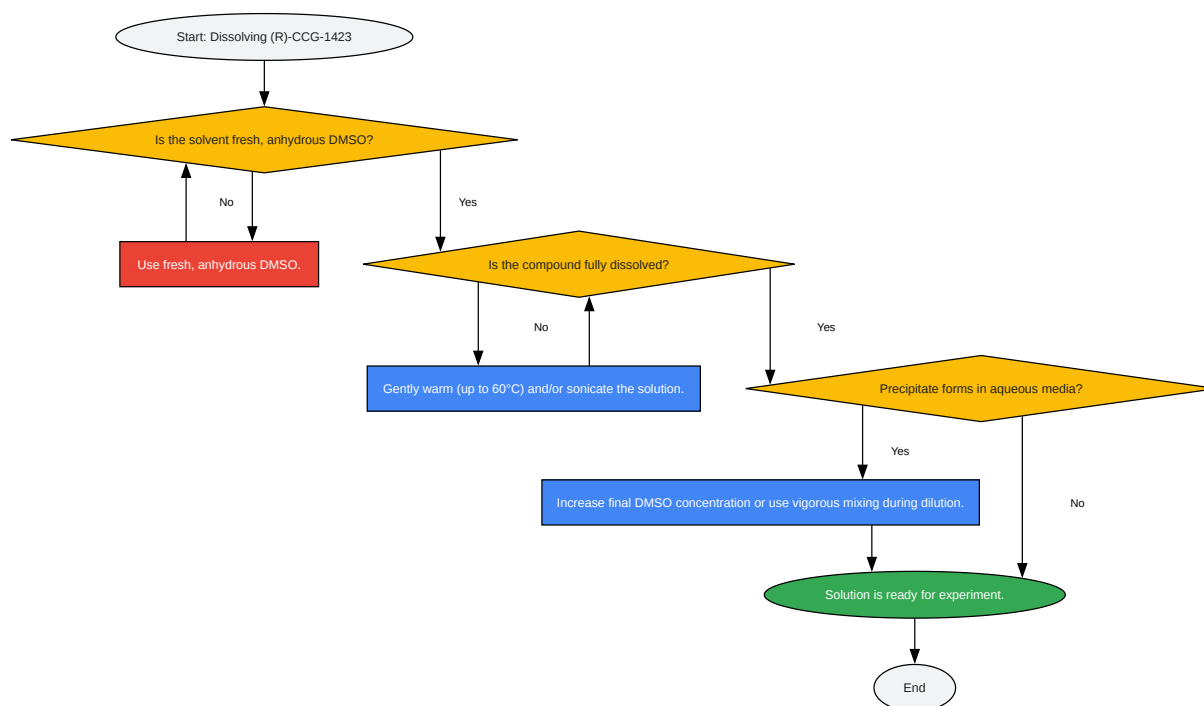 Start: Dissolving (R)-CCG-1423
Is the solvent fresh, anhydrous DMSO?
No
Yes
Use fresh, anhydrous DMSO.
Is the compound fully dissolved?
No
Yes
Gently warm (up to 60°C) and/or sonicate the solution.
Precipitate forms in aqueous media?
Yes
Increase final DMSO concentration or use vigorous mixing during dilution.
No
Solution is ready for experiment.
End